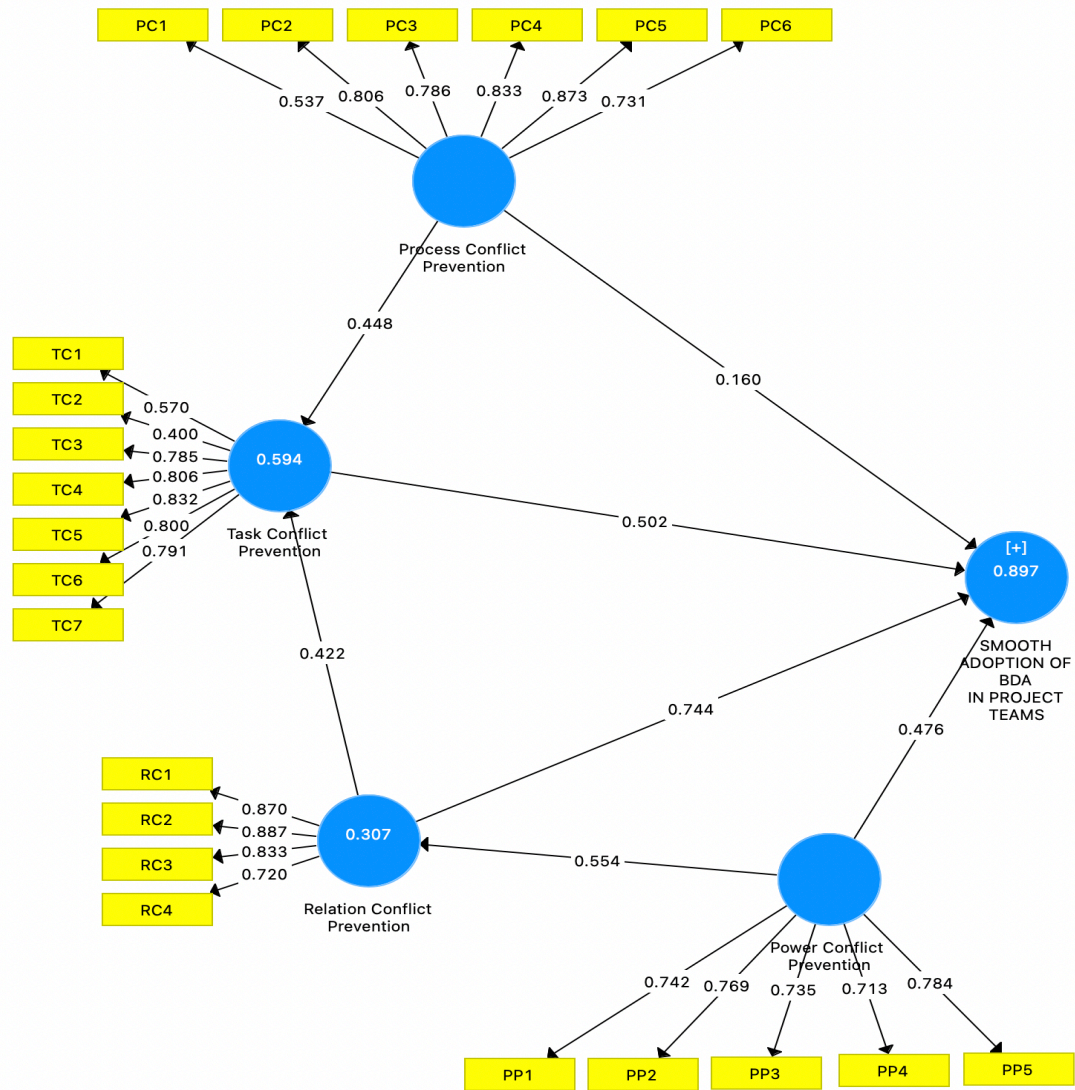 PC1 PC2 PC3 PC4 PC5 PC6
0.537 0.806 0.786 0.833 0.873 0.731
Process Conflict
Prevention
0.448
0.160
TC1
TC2
TC3
TC4
TC5
TC6
TC7
0.570
0.400
0.785
0.806
0.832
0.800
0.791
0.594
Task Conflict
Prevention
0.502
[+]
0.897
SMOOTH
ADOPTION OF
BDA
IN PROJECT
TEAMS
0.422
0.744
0.476
RC1
RC2
RC3
RC4
0.870
0.887
0.833
0.720
0.307
Relation Conflict
Prevention
0.554
Power Conflict
Prevention
0.742 0.769 0.735 0.713 0.784
PP1 PP2 PP3 PP4 PP5